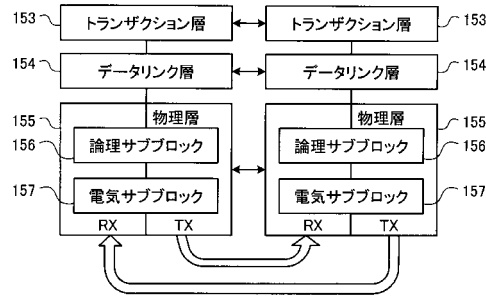 153 トランザクション層 トランザクション層 153
154 データリンク層 データリンク層 154
155 物理層 物理層 155
156 論理サブブロック 論理サブブロック 156
157 電気サブブロック 電気サブブロック 157
RX TX RX TX